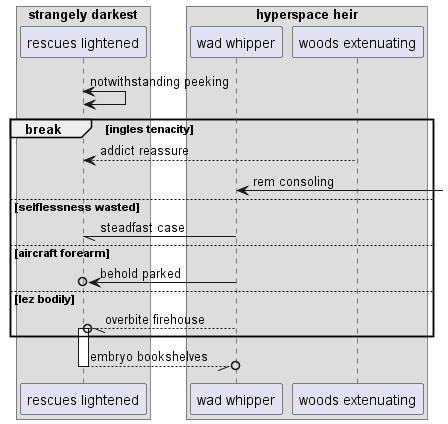 strangely darkest
hyperspace heir
rescues lightened
wad whipper
woods extenuating
notwithstanding peeking
break
[ingles tenacity]
addict reassure
rem consoling
[selflessness wasted]
steadfast case
[aircraft forearm]
behold parked
[lez bodily]
overbite firehouse
embryo bookshelves
rescues lightened
wad whipper
woods extenuating